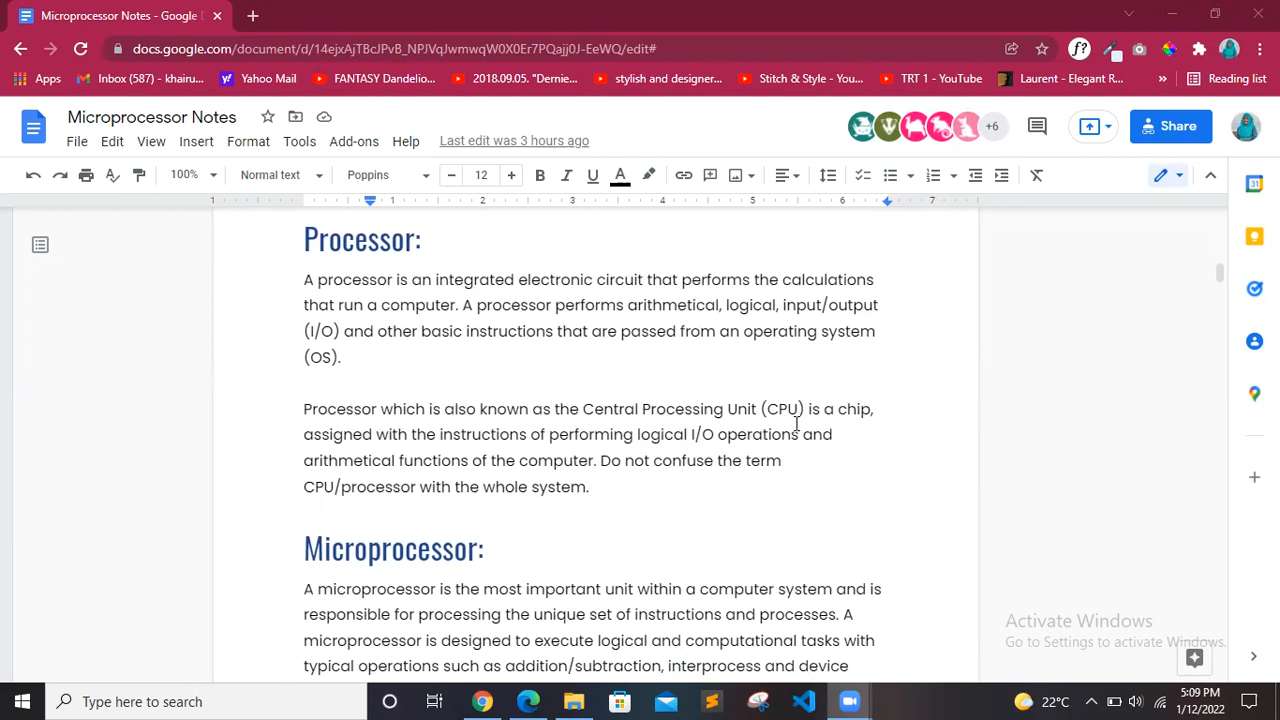 Microprocessor Notes - Google D
docs.google.com/document/d/14ejxAjTBcJPvB_NPJVqJwmwqW0X0Er7PQajj0J-EeWQ/edit#
Apps
Inbox (587) - khairu...
Yahoo Mail
FANTASY Dandelio...
2018.09.05. "Dernie...
stylish and designer...
Stitch & Style - You...
TRT 1 - YouTube
Laurent - Elegant R...
»
Reading list
Microprocessor Notes
+6
Share
File Edit View Insert Format Tools Add-ons Help Last edit was 3 hours ago
100% Normal text Poppins − 12 + B I U A
1 1 2 3 4 5 6 7
31
Processor:
A processor is an integrated electronic circuit that performs the calculations
that run a computer. A processor performs arithmetical, logical, input/output
(I/O) and other basic instructions that are passed from an operating system
(OS).
Processor which is also known as the Central Processing Unit (CPU) is a chip,
assigned with the instructions of performing logical I/O operations and
arithmetical functions of the computer. Do not confuse the term
CPU/processor with the whole system.
Microprocessor:
A microprocessor is the most important unit within a computer system and is
responsible for processing the unique set of instructions and processes. A
microprocessor is designed to execute logical and computational tasks with
typical operations such as addition/subtraction, interprocess and device
Activate Windows
Go to Settings to activate Windows.
Type here to search
22°C
5:09 PM
1/12/2022